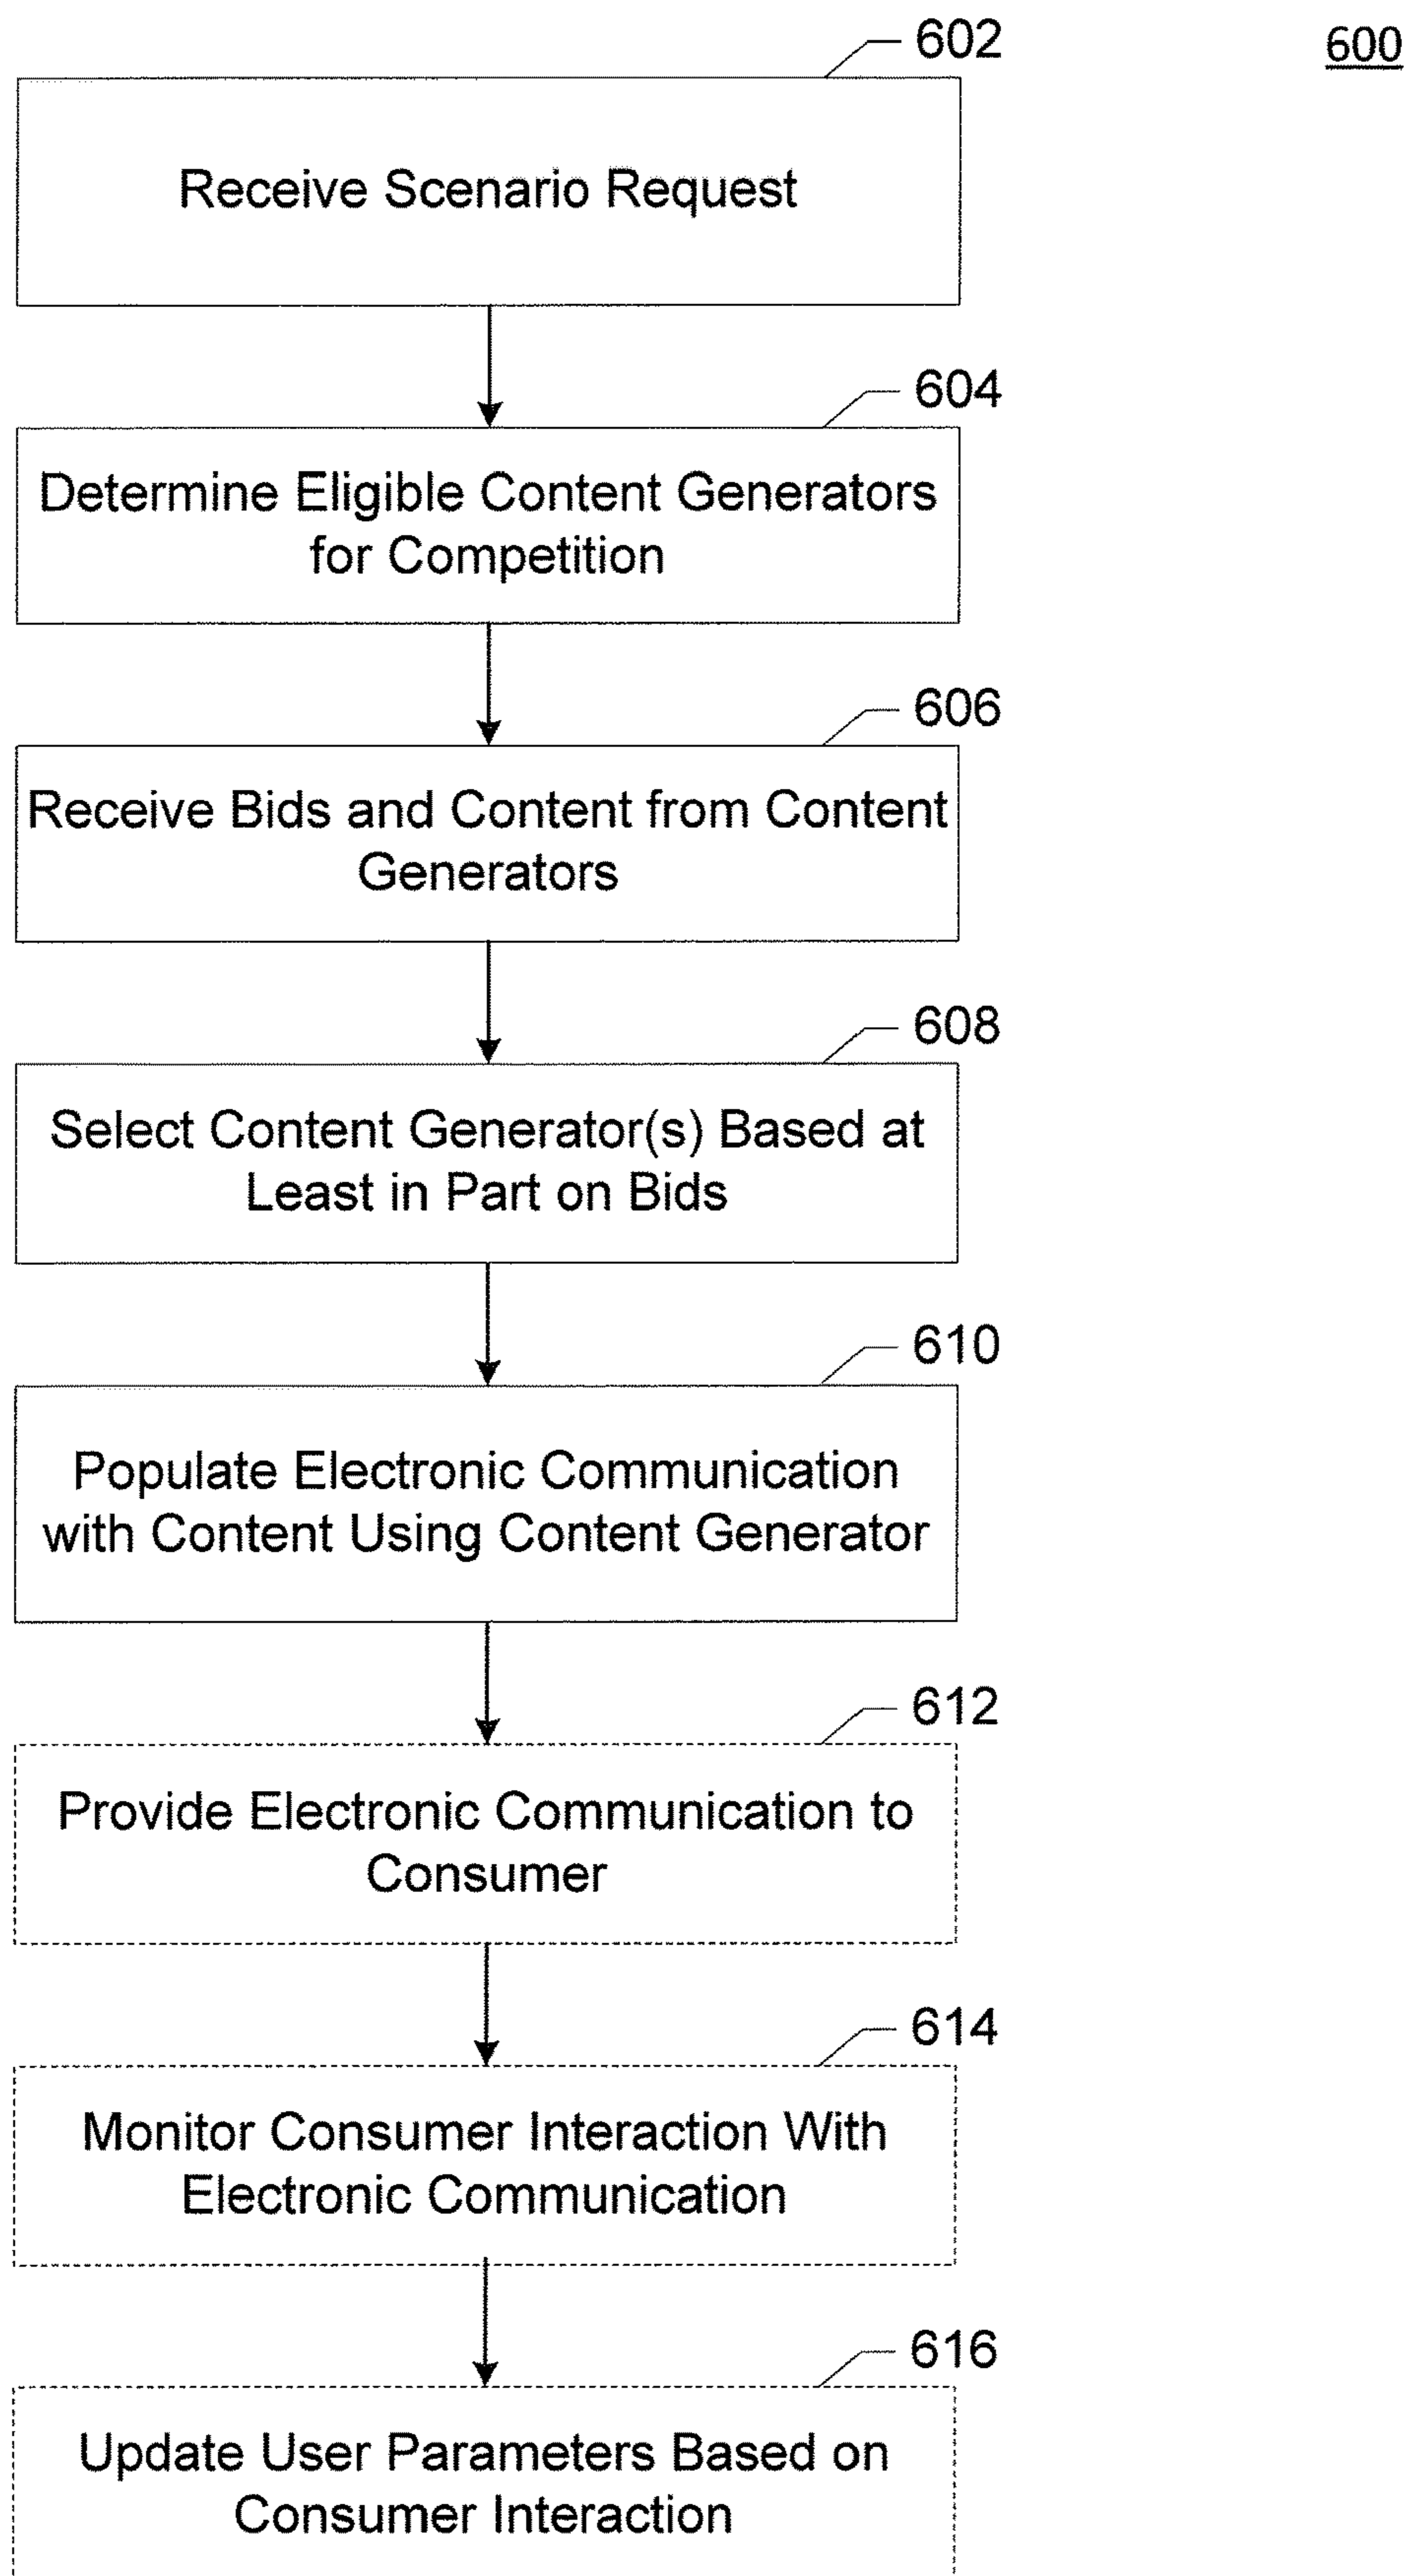 602
600
Receive Scenario Request
604
Determine Eligible Content Generators
for Competition
606
Receive Bids and Content from Content
Generators
608
Select Content Generator(s) Based at
Least in Part on Bids
610
Populate Electronic Communication
with Content Using Content Generator
612
Provide Electronic Communication to
Consumer
614
Monitor Consumer Interaction With
Electronic Communication
616
Update User Parameters Based on
Consumer Interaction